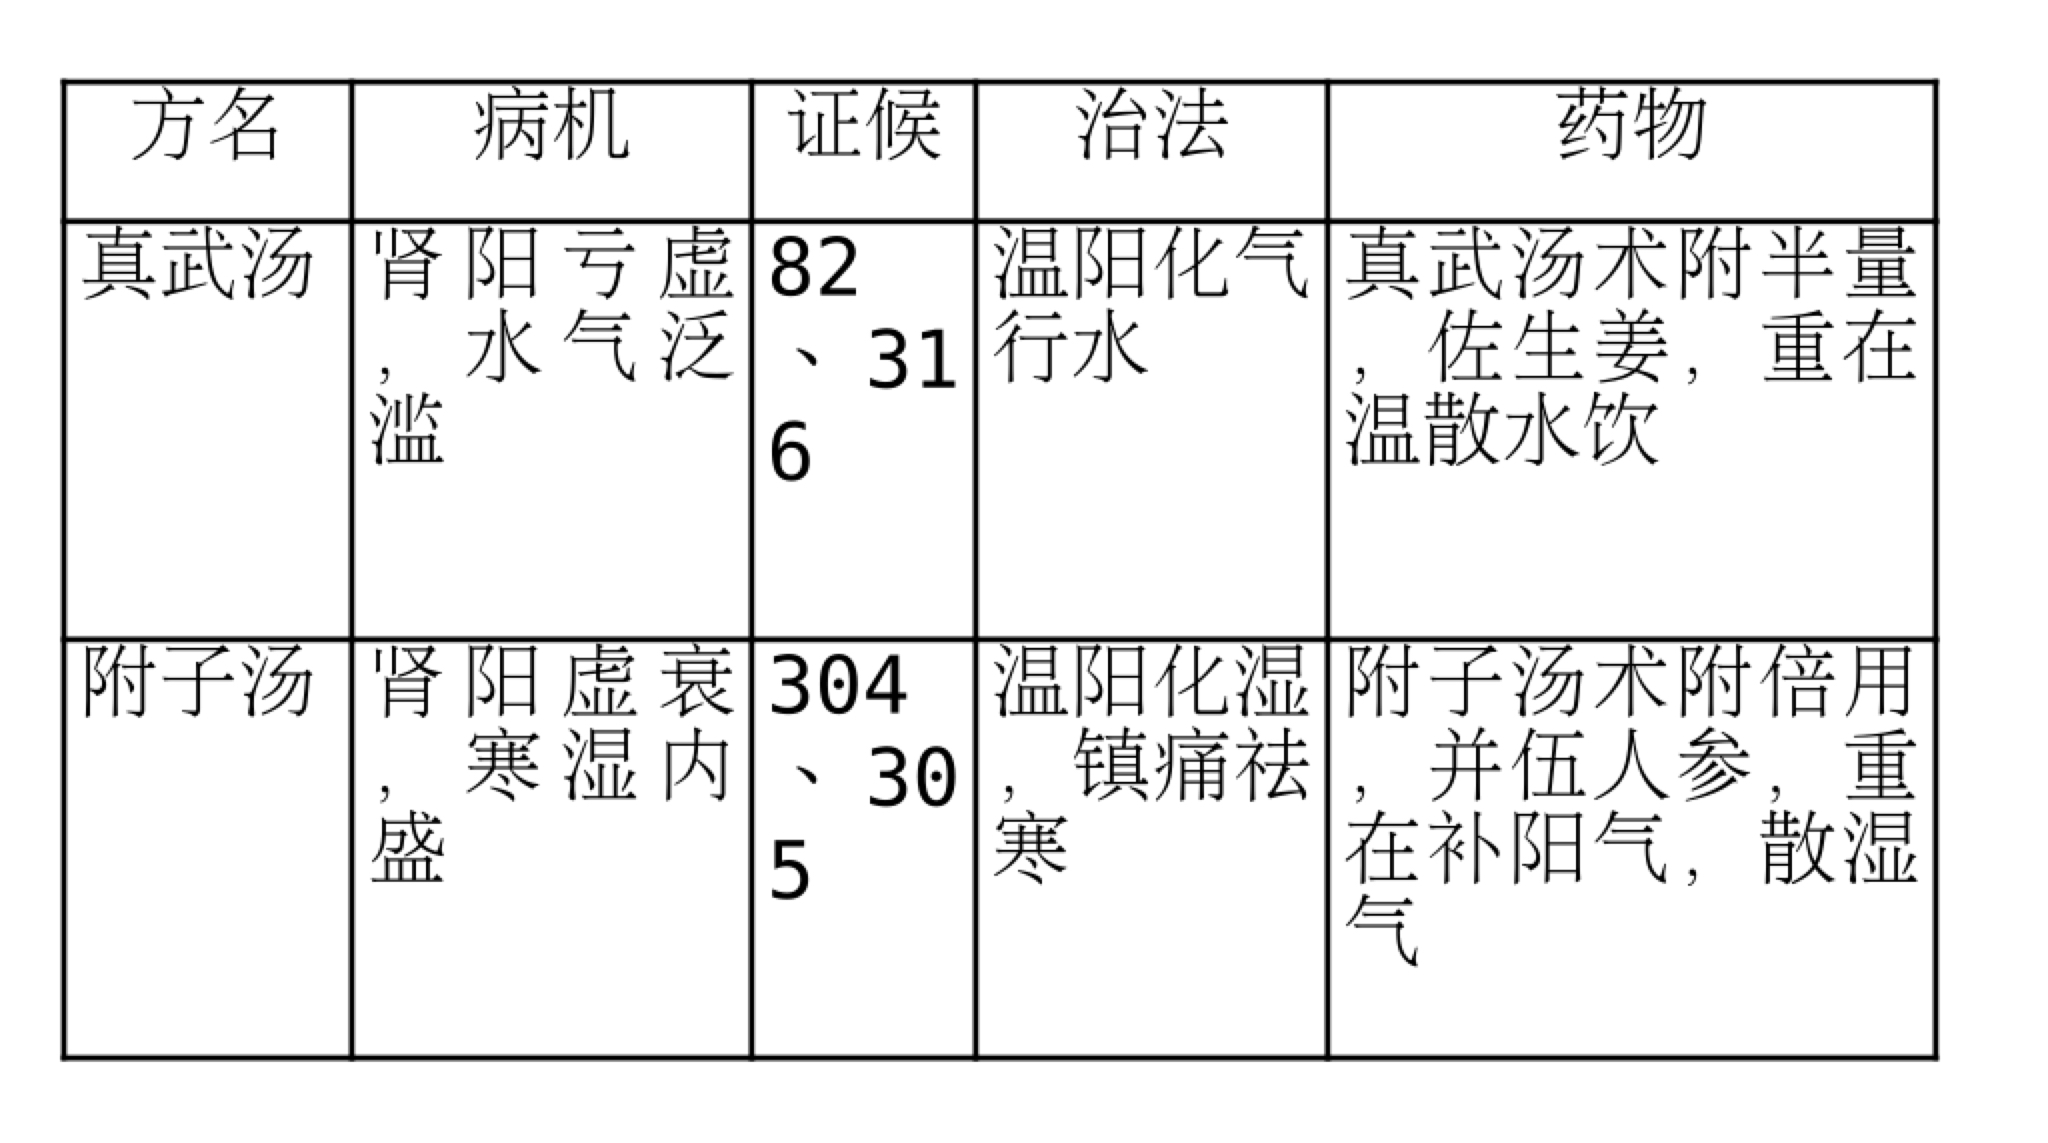 方名
病机
证候
治法
药物
真武汤
肾阳亏虚
，水气泛
滥
82
、31
6
温阳化气
行水
真武汤术附半量
，佐生姜，重在
温散水饮
附子汤
肾阳虚衰
，寒湿内
盛
304
、30
5
温阳化湿
，镇痛祛
寒
附子汤术附倍用
，并伍人参，重
在补阳气，散湿
气